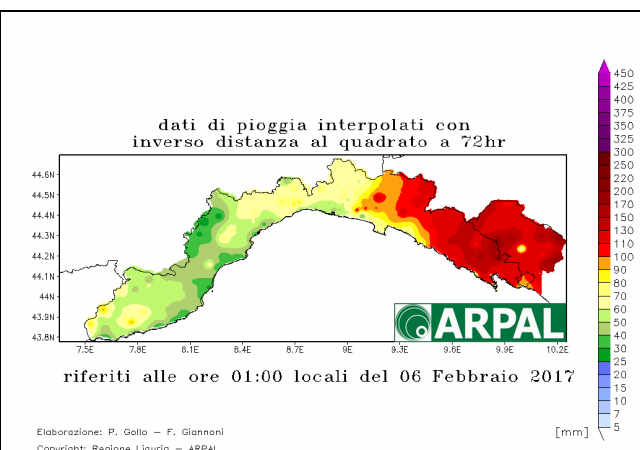 dati di pioggia interpolati con
inverso distanza al quadrato a 72hr
44.6N
44.5N
44.4N
44.3N
44.2N
44.1N
44N
43.9N
43.8N
7.5E 7.8E 8.1E 8.4E 8.7E 9E 9.3E 9.6E 9.9E 10.2E
ARPAL
450
425
400
375
350
325
300
250
220
200
170
150
130
110
100
90
80
70
60
50
40
30
25
20
15
10
7
5
[mm]
riferiti alle ore 01:00 locali del 06 Febbraio 2017
Elaborazione: P. Gollo – F. Giannoni
Copyright: Regione Liguria – ARPAL